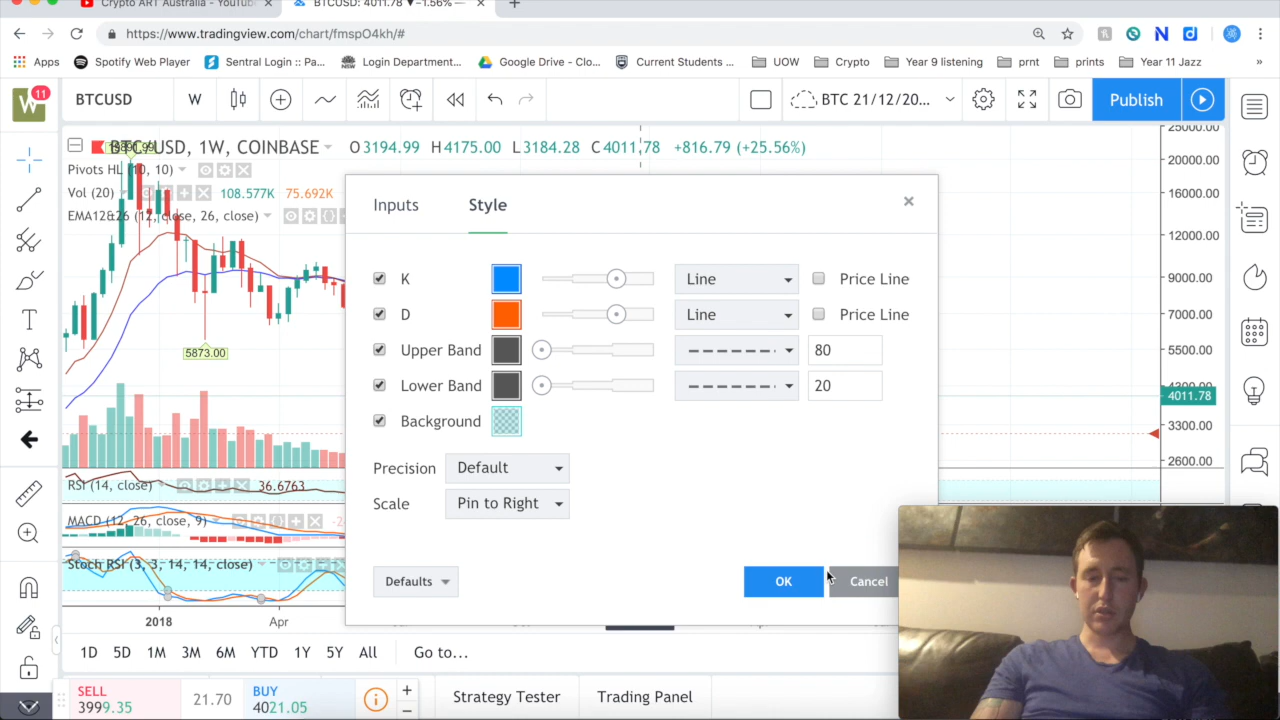 Crypto ART Australia - YouTube
BTCUSD: 4011.78 ▼ -1.56% —
https://www.tradingview.com/chart/fmspO4kh/#
Apps Spotify Web Player Sentral Login :: Pa... Login Department... Google Drive - Clo... Current Students ... UOW Crypto Year 9 listening prnt prints Year 11 Jazz »
W 11 BTCUSD W BTC 21/12/20... Publish
BTCUSD, 1W, COINBASE O3194.99 H4175.00 L3184.28 C4011.78 +816.79 (+25.56%)
Pivots HL (10, 10)
Vol (20) 108.577K 75.692K
EMA12&26 (12, close, 26, close)
5873.00
RSI (14, close) 36.6763
MACD (12, 26, close, 9)
Stoch RSI (3, 3, 14, 14, close)
2018 Apr
25000.00
20000.00
16000.00
12000.00
9000.00
7000.00
5500.00
4011.78
3300.00
2600.00
Inputs Style
K Line Price Line
D Line Price Line
Upper Band 80
Lower Band 20
Background
Precision Default
Scale Pin to Right
Defaults OK Cancel
1D 5D 1M 3M 6M YTD 1Y 5Y All Go to...
SELL
3999.35
21.70
BUY
4021.05
Strategy Tester Trading Panel